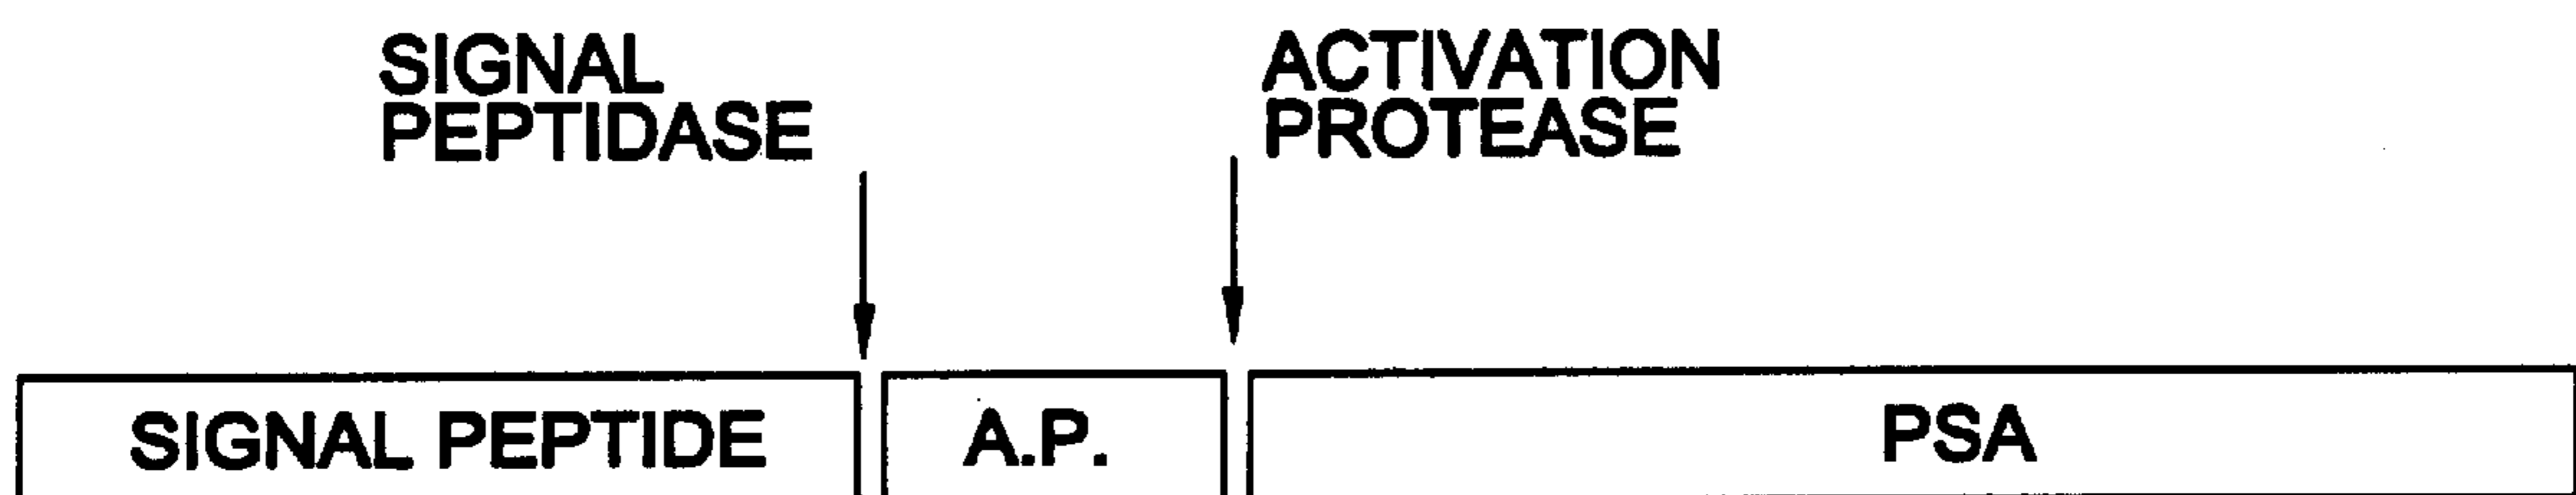 SIGNAL
PEPTIDASE
ACTIVATION
PROTEASE
SIGNAL PEPTIDE
A.P.
PSA